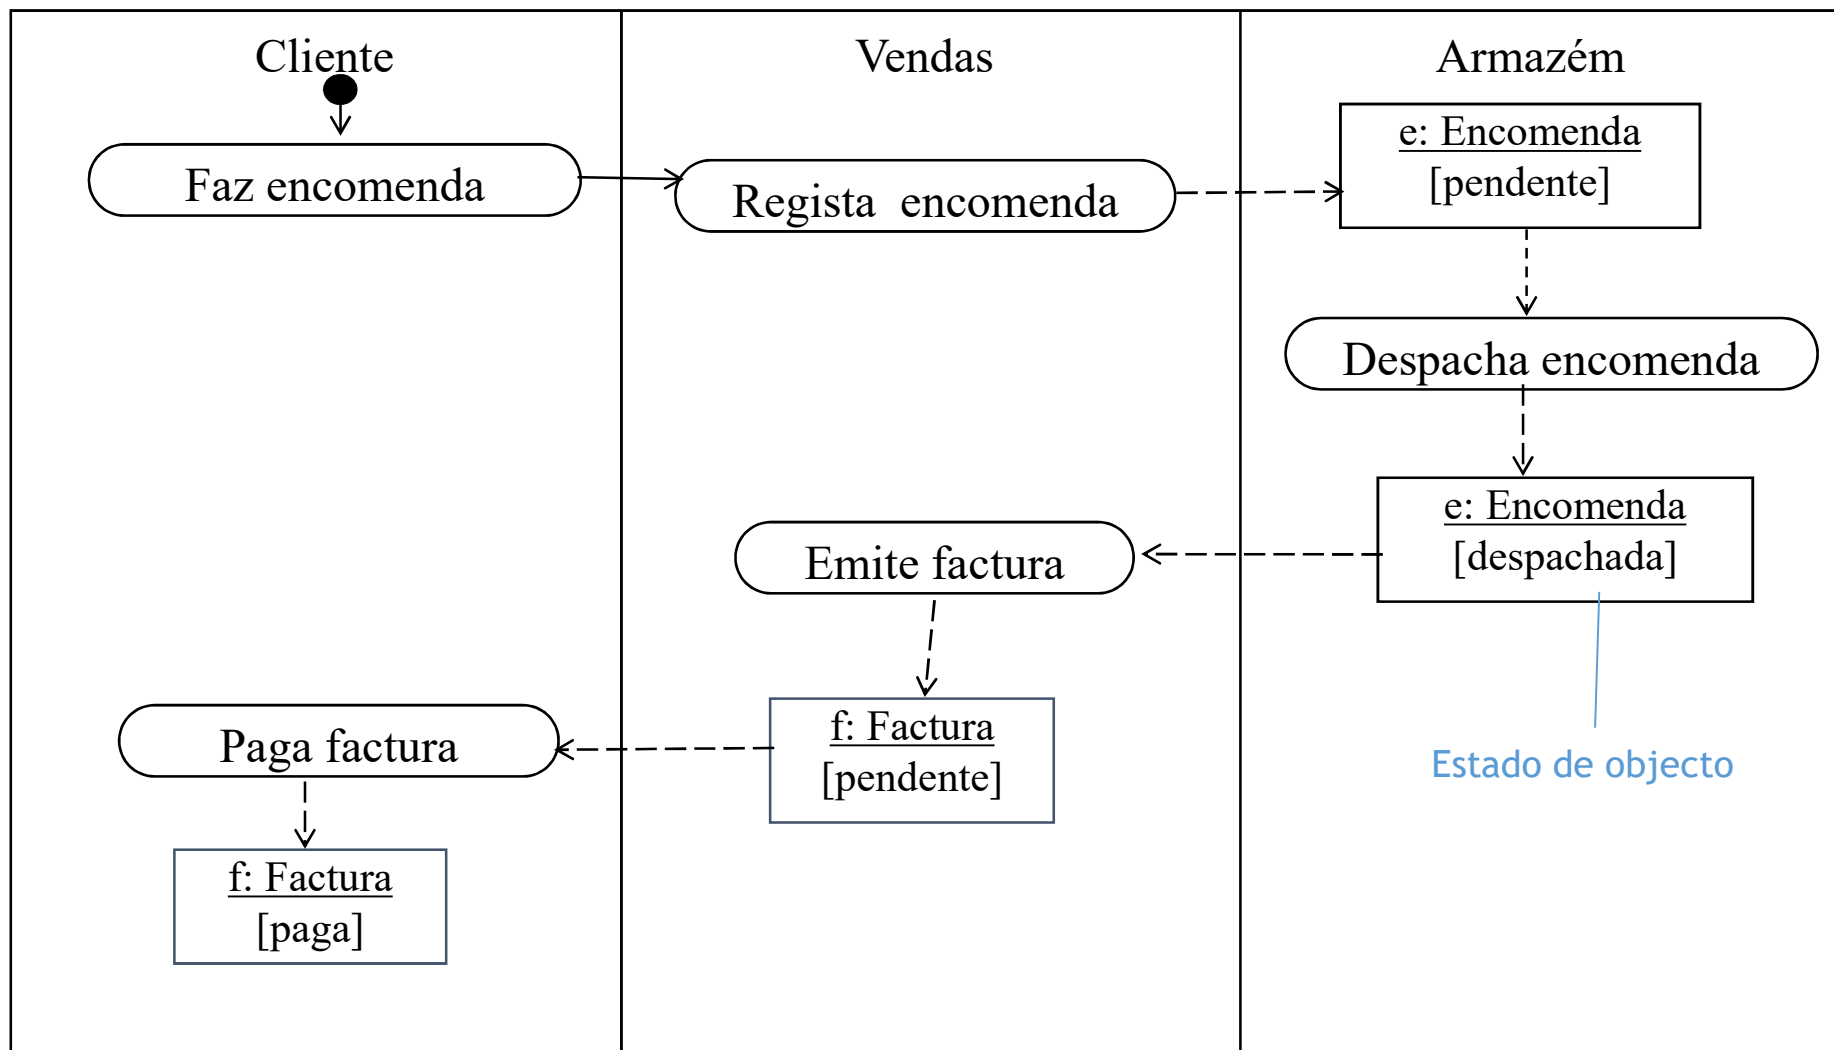 Cliente
Vendas
Armazém
Faz encomenda
Regista encomenda
e: Encomenda
[pendente]
Despacha encomenda
e: Encomenda
[despachada]
Emite factura
Paga factura
f: Factura
[pendente]
Estado de objecto
f: Factura
[paga]